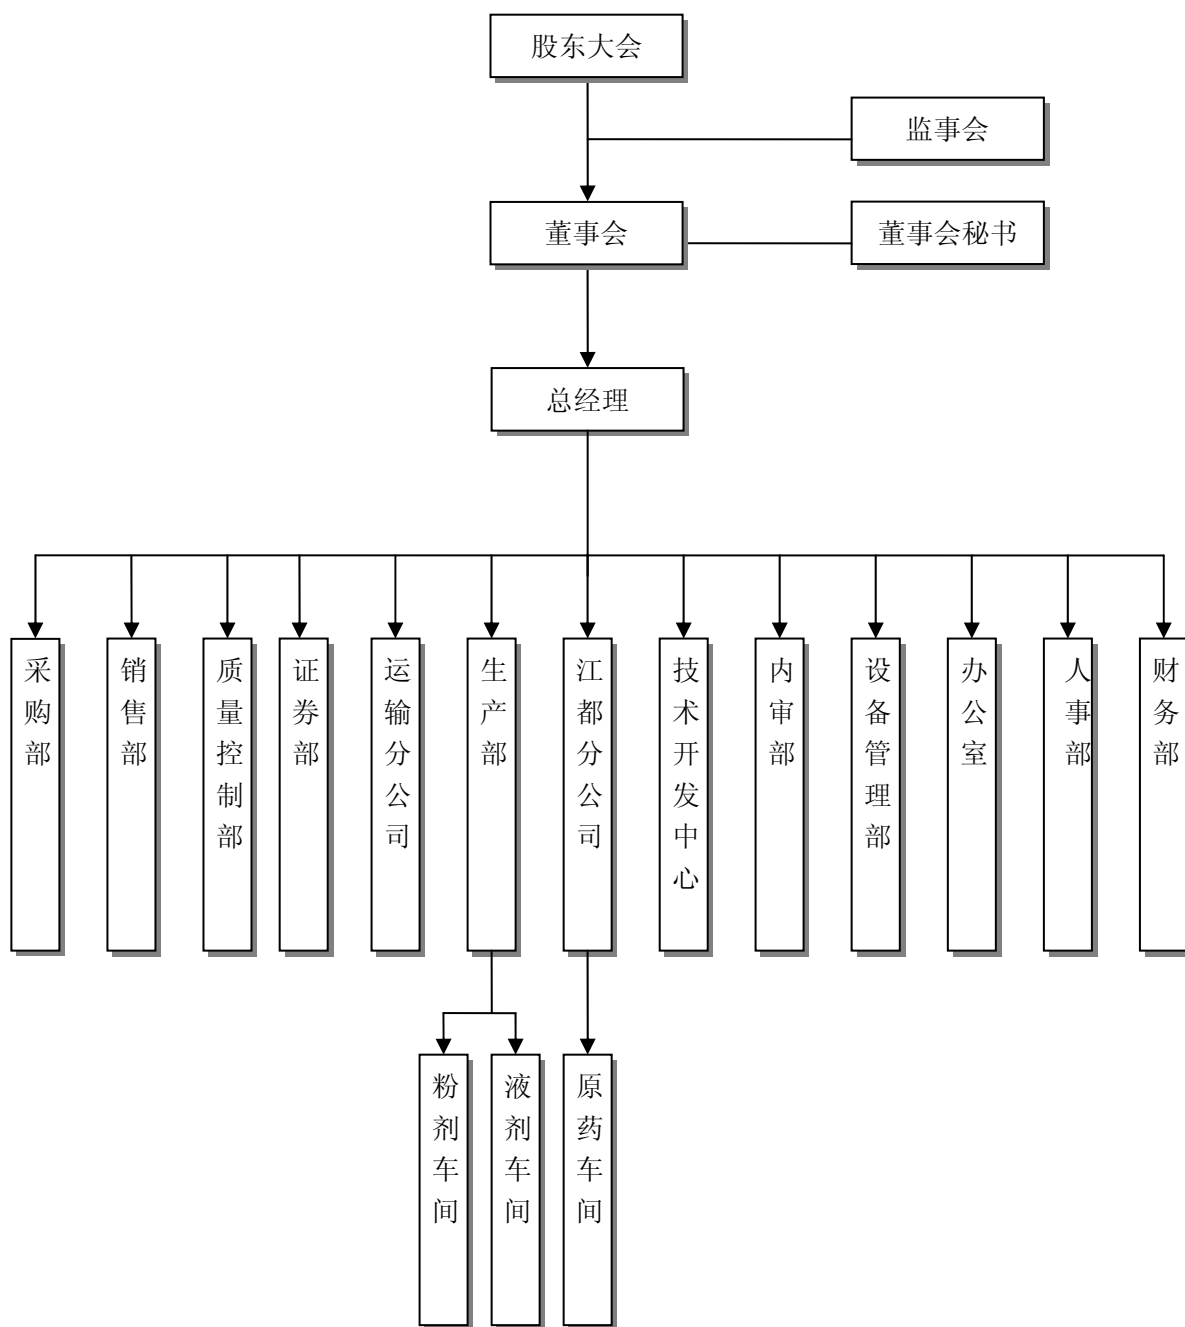 股东大会
监事会
董事会
董事会秘书
总经理
采购部
销售部
质量控制部
证券部
运输分公司
生产部
江都分公司
技术开发中心
内审部
设备管理部
办公室
人事部
财务部
粉剂车间
液剂车间
原药车间